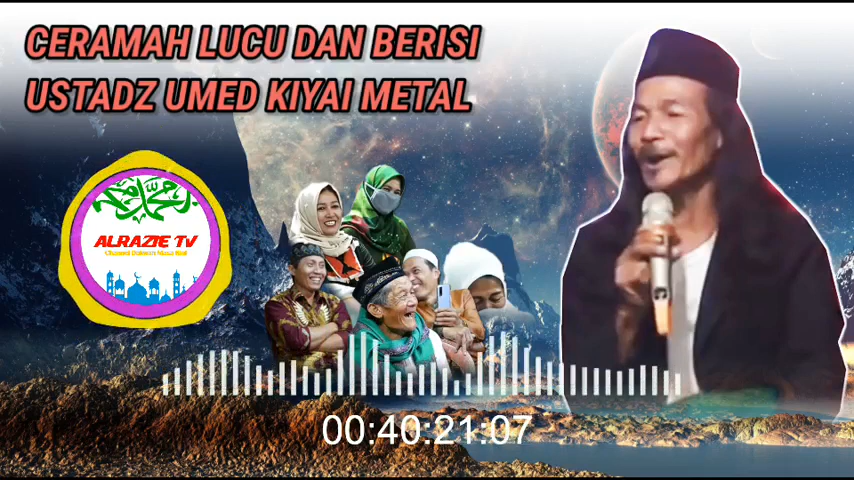 CERAMAH LUCU DAN BERISI
USTADZ UMED KIYAI METAL
ALRAZIE TV
00:40:21:07